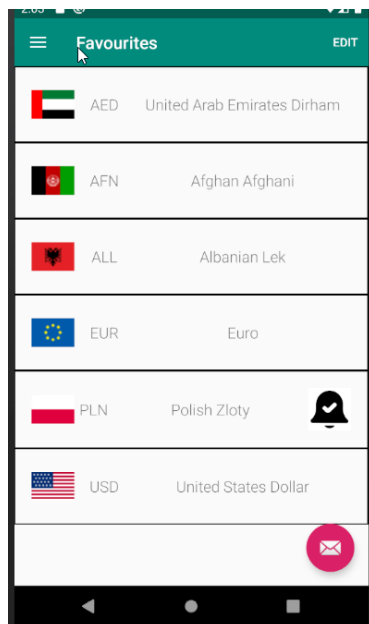 Favourites EDIT
AED United Arab Emirates Dirham
AFN Afghan Afghani
ALL Albanian Lek
EUR Euro
PLN Polish Zloty
USD United States Dollar